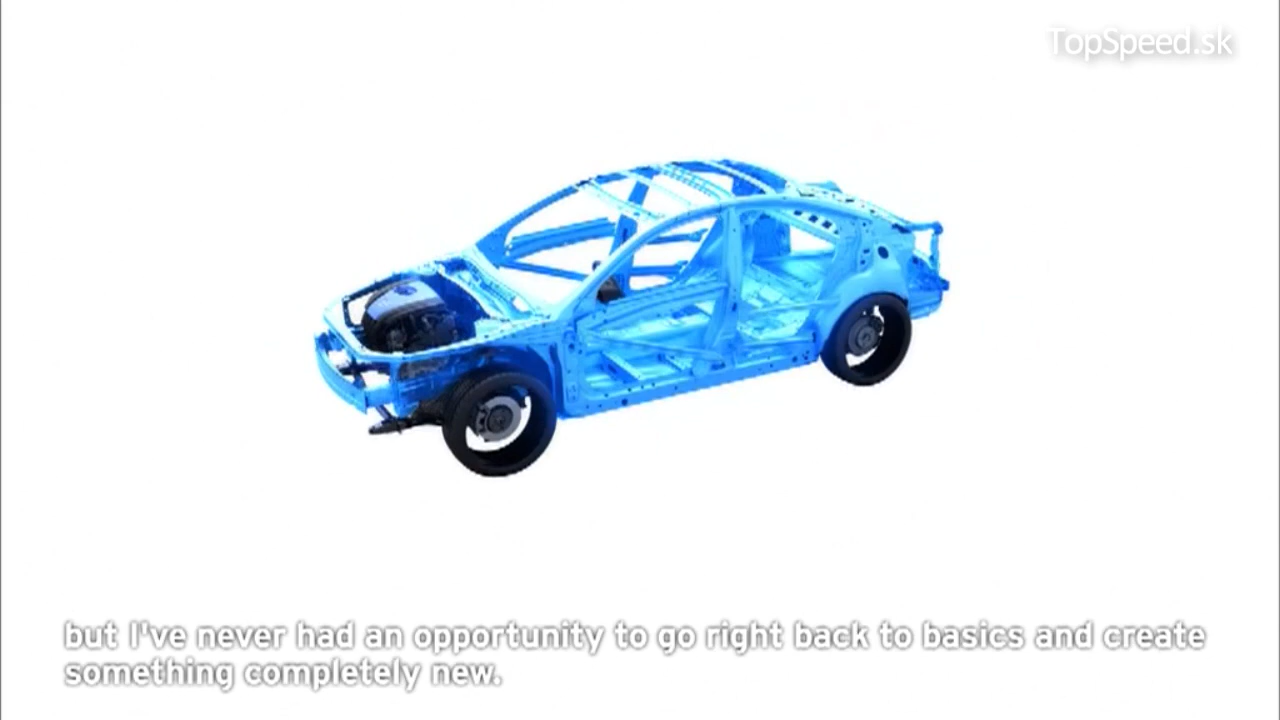 TopSpeed.sk
but I've never had an opportunity to go right back to basics and create
something completely new.